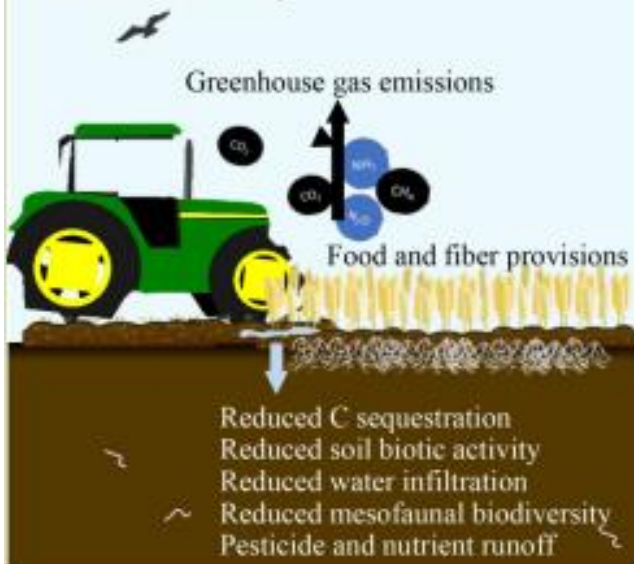 Greenhouse gas emissions
CO₂
NH₃
CO₂
CH₄
N₂O
Food and fiber provisions
Reduced C sequestration
Reduced soil biotic activity
Reduced water infiltration
Reduced mesofaunal biodiversity
Pesticide and nutrient runoff